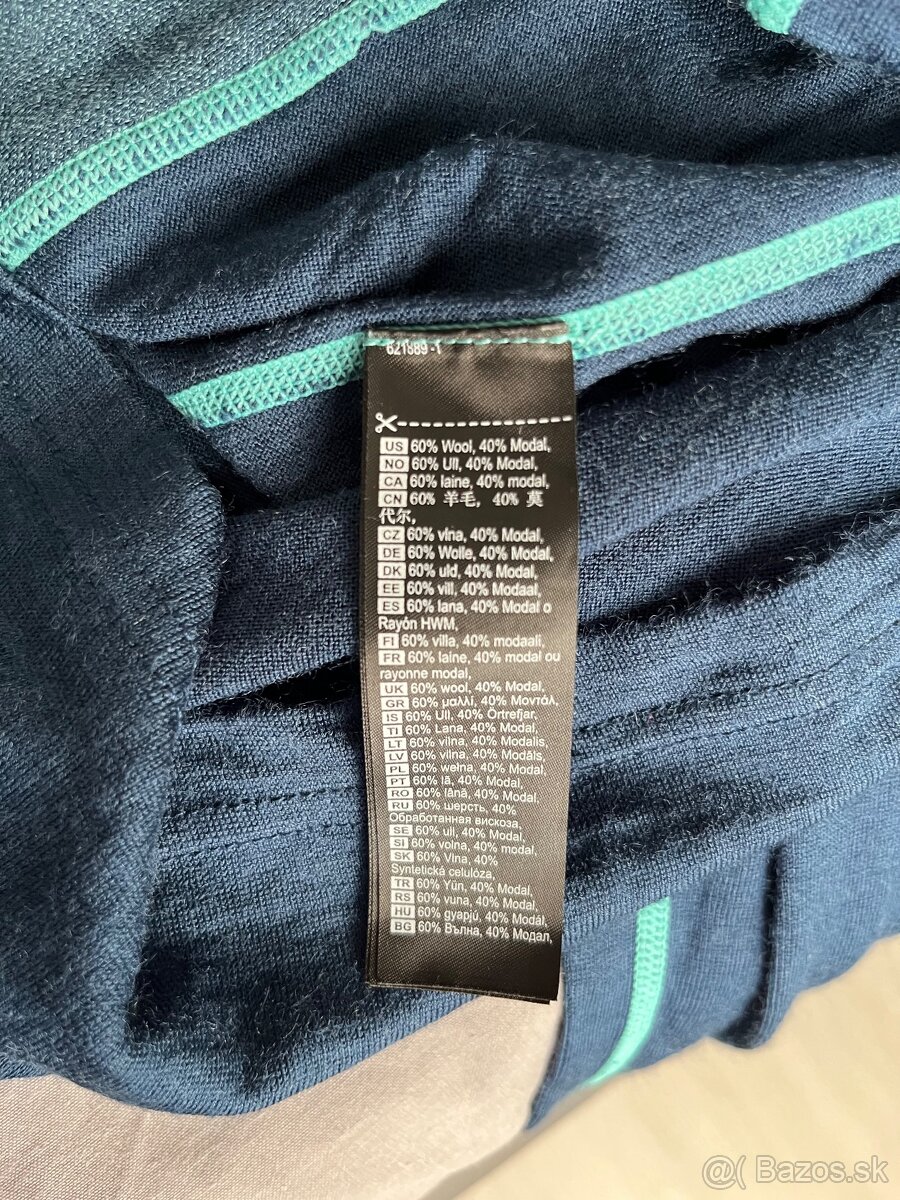 621889-1
US 60% Wool, 40% Modal,
NO 60% Ull, 40% Modal,
CA 60% laine, 40% modal,
CN 60% 羊毛, 40% 莫
代尔,
CZ 60% vlna, 40% Modal,
DE 60% Wolle, 40% Modal,
DK 60% uld, 40% Modal,
EE 60% vill, 40% Modaal,
ES 60% lana, 40% Modal o
Rayón HWM,
FI 60% villa, 40% modaali,
FR 60% laine, 40% modal ou
rayonne modal,
UK 60% wool, 40% Modal,
GR 60% μαλλί, 40% Μοντάλ,
IS 60% Ull, 40% Örtrefjar,
TI 60% Lana, 40% Modal,
LT 60% vilna, 40% Modalis,
LV 60% vilna, 40% Modāls,
PL 60% wełna, 40% Modal,
PT 60% lã, 40% Modal,
RO 60% lână, 40% Modal,
RU 60% шерсть, 40%
Обработанная вискоза,
SE 60% ull, 40% Modal,
SI 60% volna, 40% modal,
SK 60% Vlna, 40%
Syntetická celulóza,
TR 60% Yün, 40% Modal,
RS 60% vuna, 40% Modal,
HU 60% gyapjú, 40% Modál,
BG 60% Вълна, 40% Модал,
@( Bazos.sk